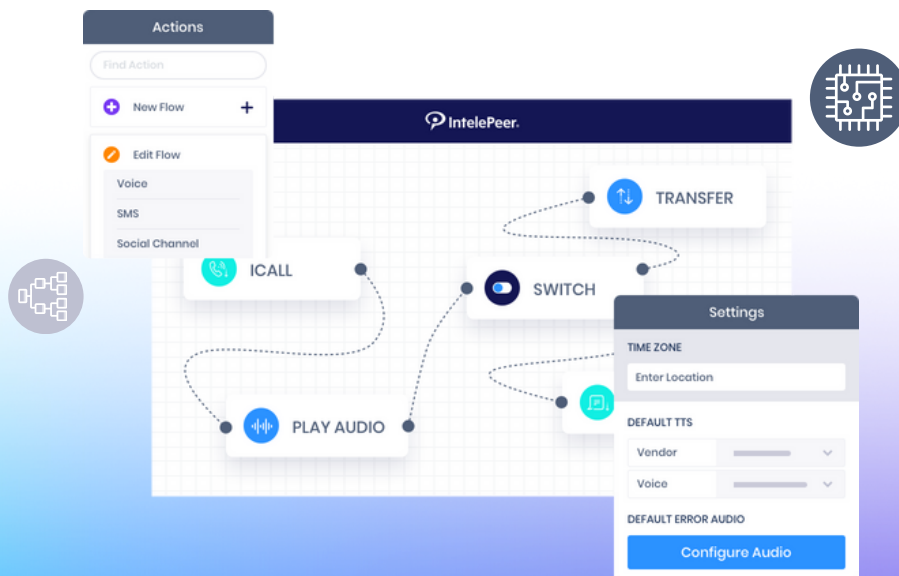 Actions
Find Action
New Flow
Edit Flow
Voice
SMS
Social Channel
IntelePeer.
ICALL
PLAY AUDIO
SWITCH
TRANSFER
Settings
TIME ZONE
Enter Location
DEFAULT TTS
Vendor
Voice
DEFAULT ERROR AUDIO
Configure Audio